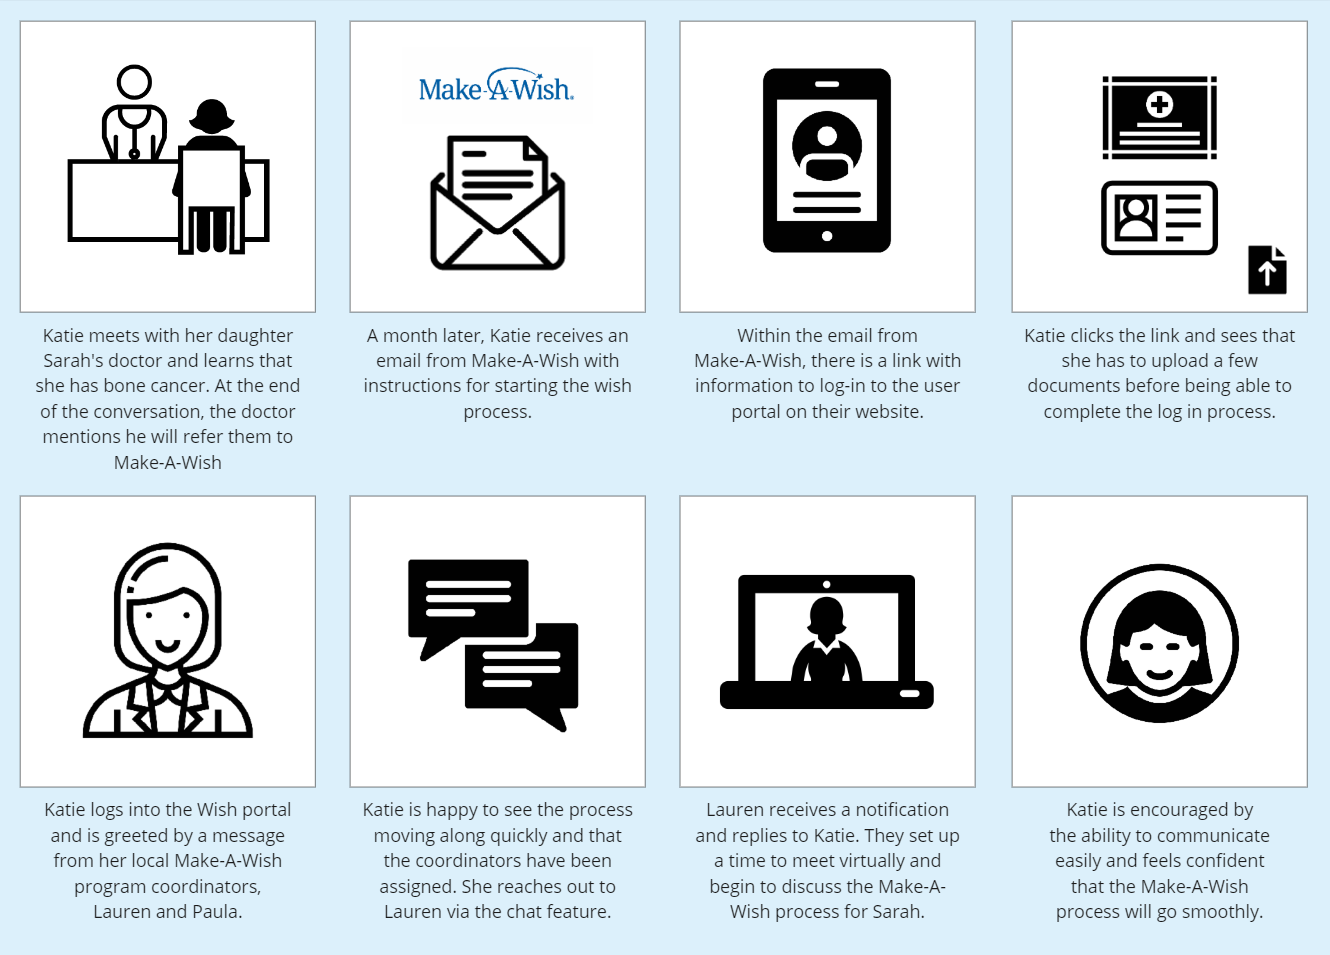 Make-A-Wish.
Katie meets with her daughter
Sarah's doctor and learns that
she has bone cancer. At the end
of the conversation, the doctor
mentions he will refer them to
Make-A-Wish
A month later, Katie receives an
email from Make-A-Wish with
instructions for starting the wish
process.
Within the email from
Make-A-Wish, there is a link with
information to log-in to the user
portal on their website.
Katie clicks the link and sees that
she has to upload a few
documents before being able to
complete the log in process.
Katie logs into the Wish portal
and is greeted by a message
from her local Make-A-Wish
program coordinators,
Lauren and Paula.
Katie is happy to see the process
moving along quickly and that
the coordinators have been
assigned. She reaches out to
Lauren via the chat feature.
Lauren receives a notification
and replies to Katie. They set up
a time to meet virtually and
begin to discuss the Make-A-
Wish process for Sarah.
Katie is encouraged by
the ability to communicate
easily and feels confident
that the Make-A-Wish
process will go smoothly.